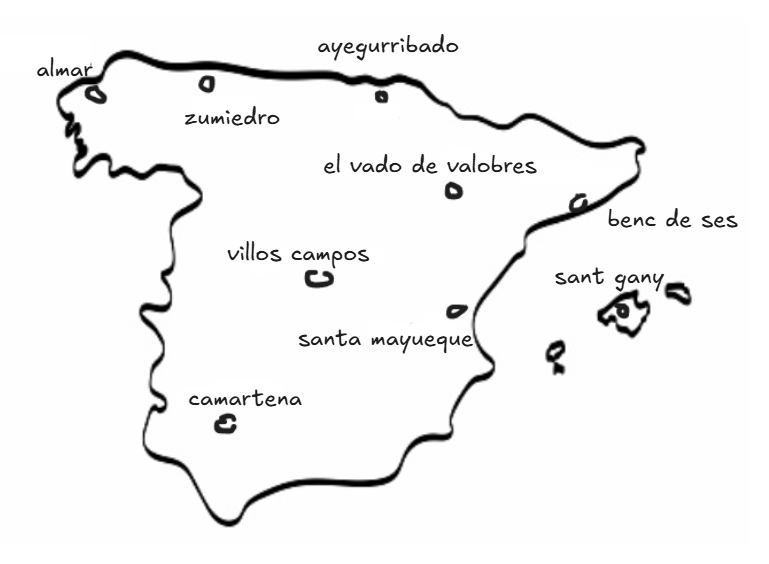 ayegurribado
almar
zumiedro
el vado de valobres
benc de ses
villos campos
sant gany
santa mayueque
camartena